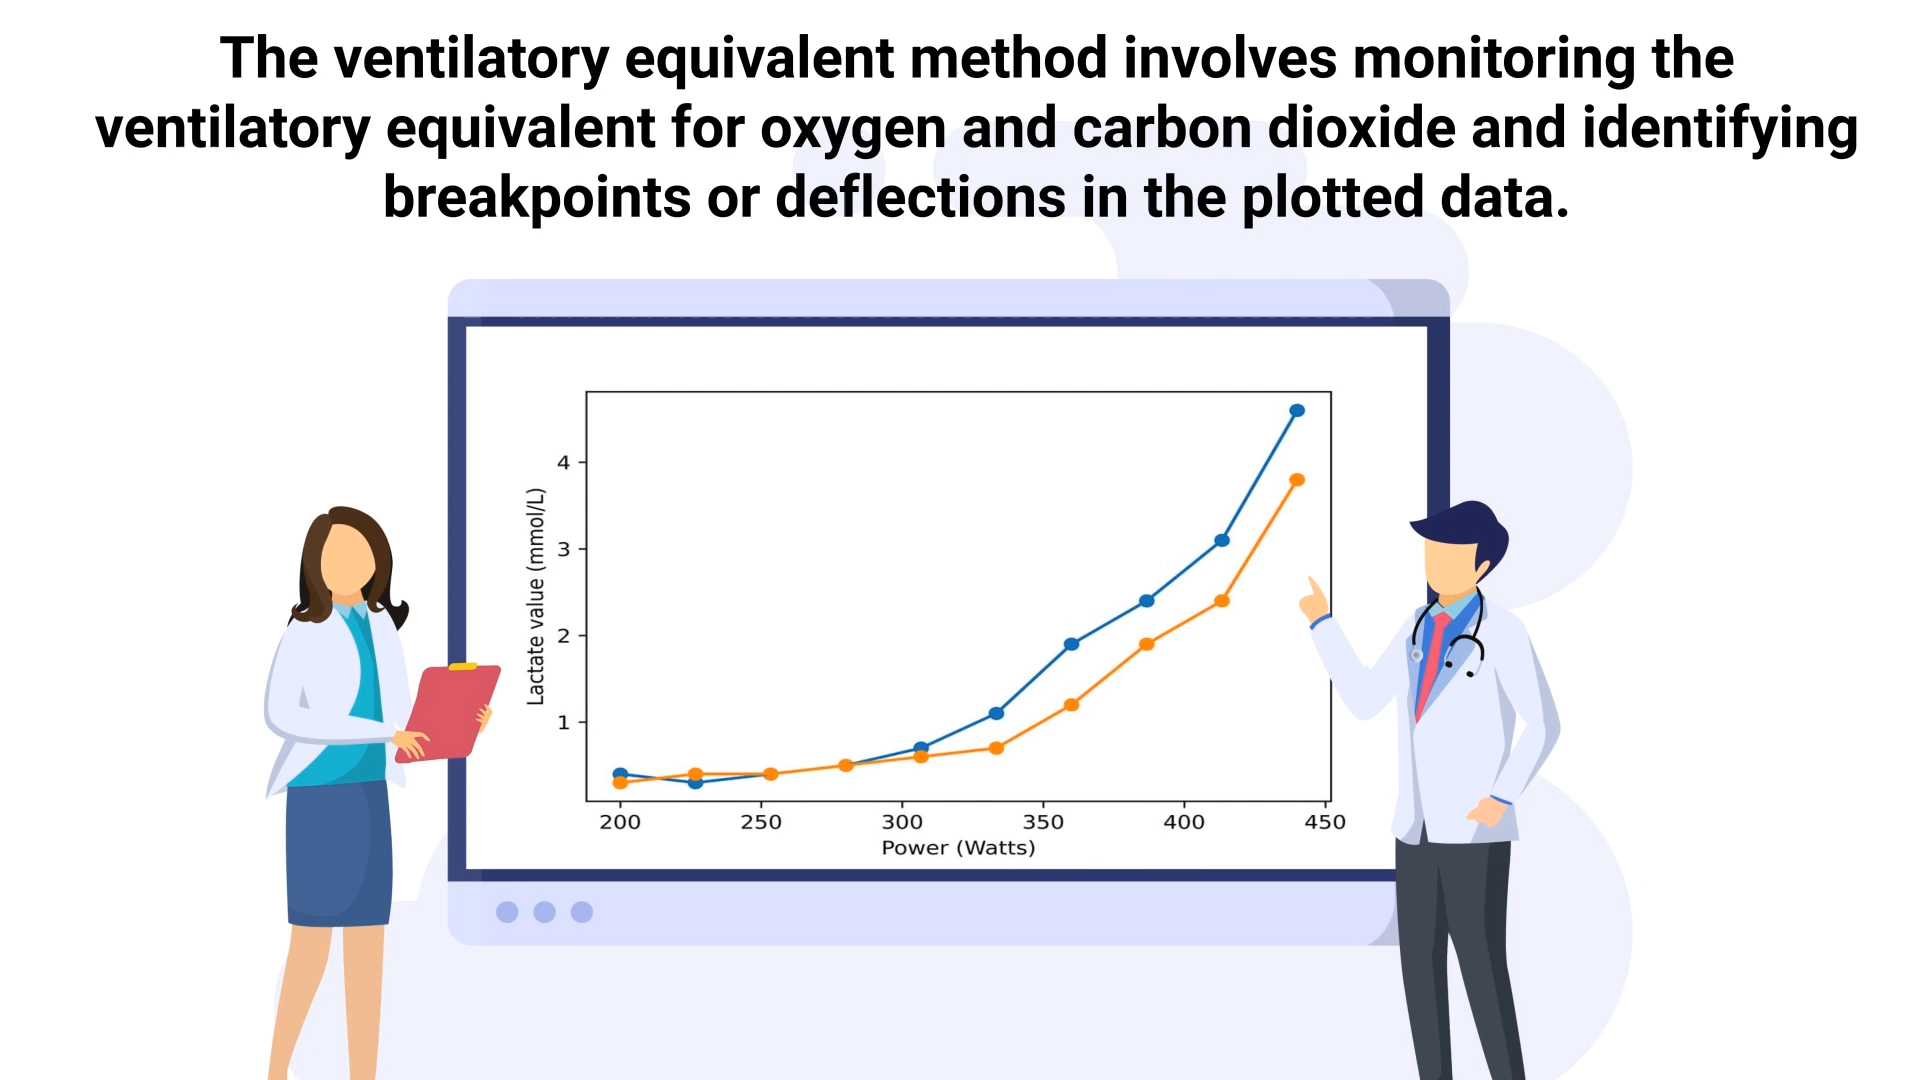 The ventilatory equivalent method involves monitoring the
ventilatory equivalent for oxygen and carbon dioxide and identifying
breakpoints or deflections in the plotted data.
4
3
2
1
Lactate value (mmol/L)
200 250 300 350 400 450
Power (Watts)